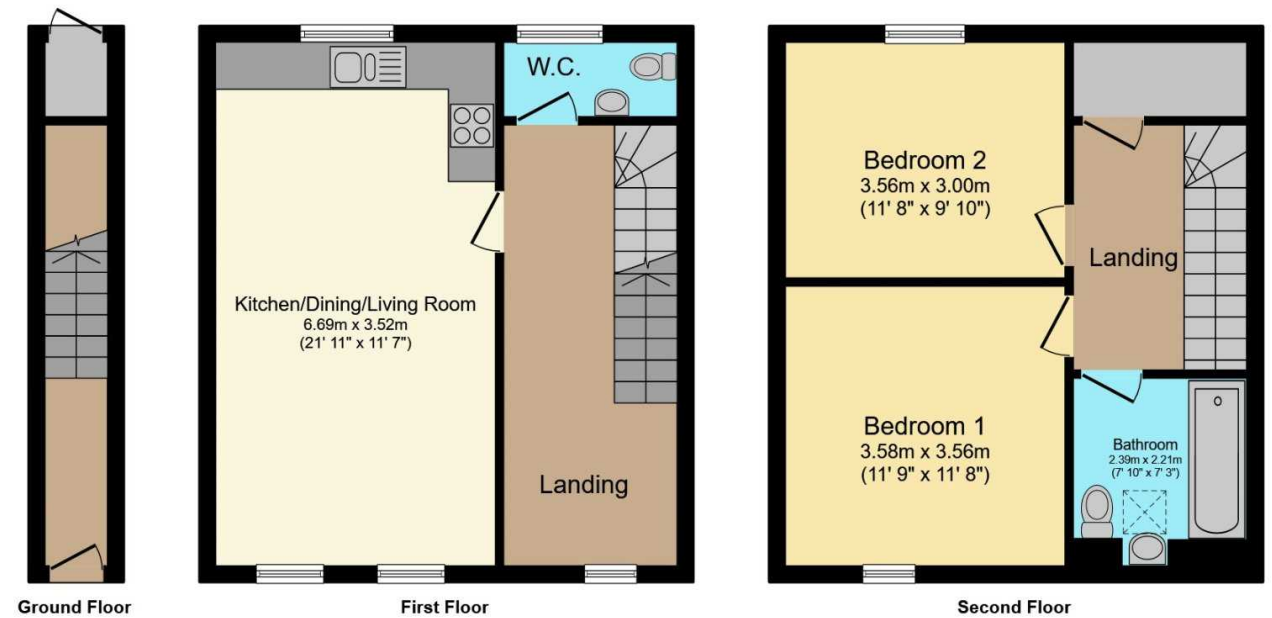 W.C.
Kitchen/Dining/Living Room
6.69m x 3.52m
(21' 11" x 11' 7")
Landing
Bedroom 2
3.56m x 3.00m
(11' 8" x 9' 10")
Landing
Bedroom 1
3.58m x 3.56m
(11' 9" x 11' 8")
Bathroom
2.39m x 2.21m
(7' 10" x 7' 3")
Ground Floor
First Floor
Second Floor